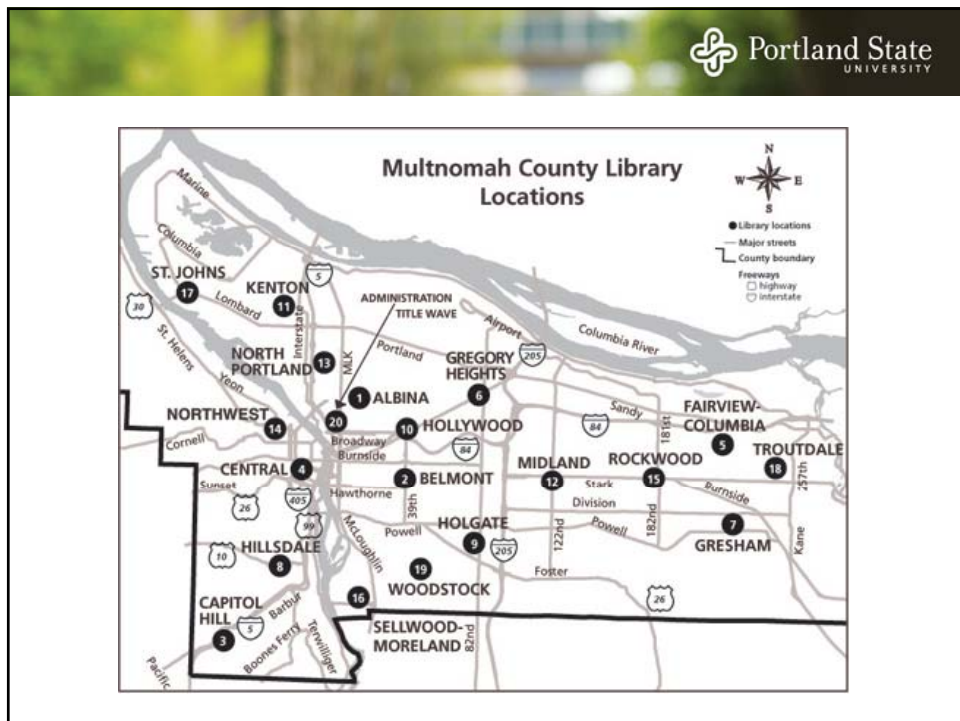 Portland State
UNIVERSITY
Multnomah County Library
Locations
N
W E
S
Library locations
Major streets
County boundary
Freeways
highway
interstate
Marine
Columbia
ST. JOHNS
17
KENTON
11
5
ADMINISTRATION
TITLE WAVE
30
Lombard
Interstate
St. Helens
Portland
Airport
Columbia River
205
NORTH
PORTLAND
13
MLK
GREGORY
HEIGHTS
6
Yeon
1 ALBINA
Sandy
181st
FAIRVIEW-
COLUMBIA
5
NORTHWEST
14
20
10
HOLLYWOOD
84
84
Cornell
Broadway
Burnside
TROUTDALE
18
CENTRAL
4
2 BELMONT
MIDLAND
12
ROCKWOOD
15
Sunset
405
Hawthorne
39th
Stark
Burnside
257th
26
99
McLoughlin
Powell
HOLGATE
9
205
122nd
Division
Powell
182nd
7
GRESHAM
Kane
10
HILLSDALE
8
19
WOODSTOCK
Foster
26
CAPITOL
HILL
3
5
Barbur
16
SELLWOOD-
MORELAND
82nd
Boones Ferry
Terwilliger
Pacific